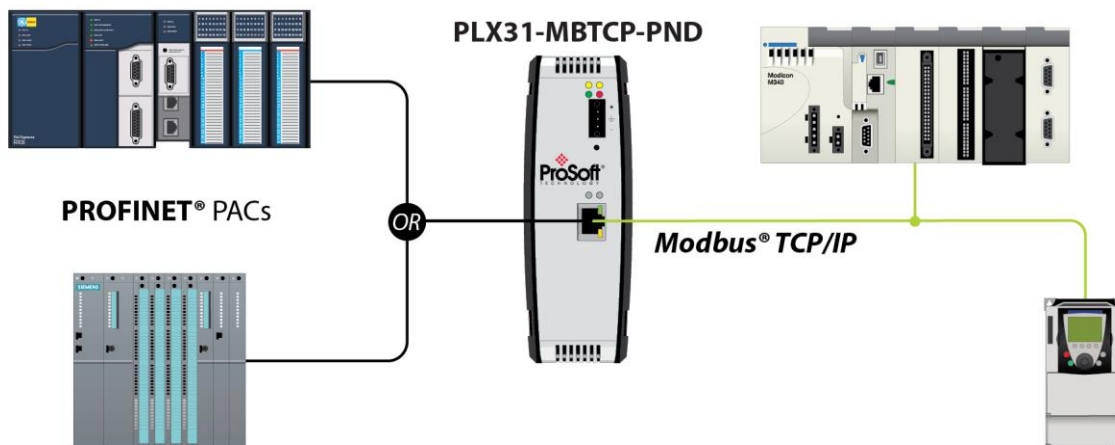 PLX31-MBTCP-PND
Modicon
M340
ProSoft®
TECHNOLOGY
PROFINET® PACs
OR
Modbus® TCP/IP
SIEMENS